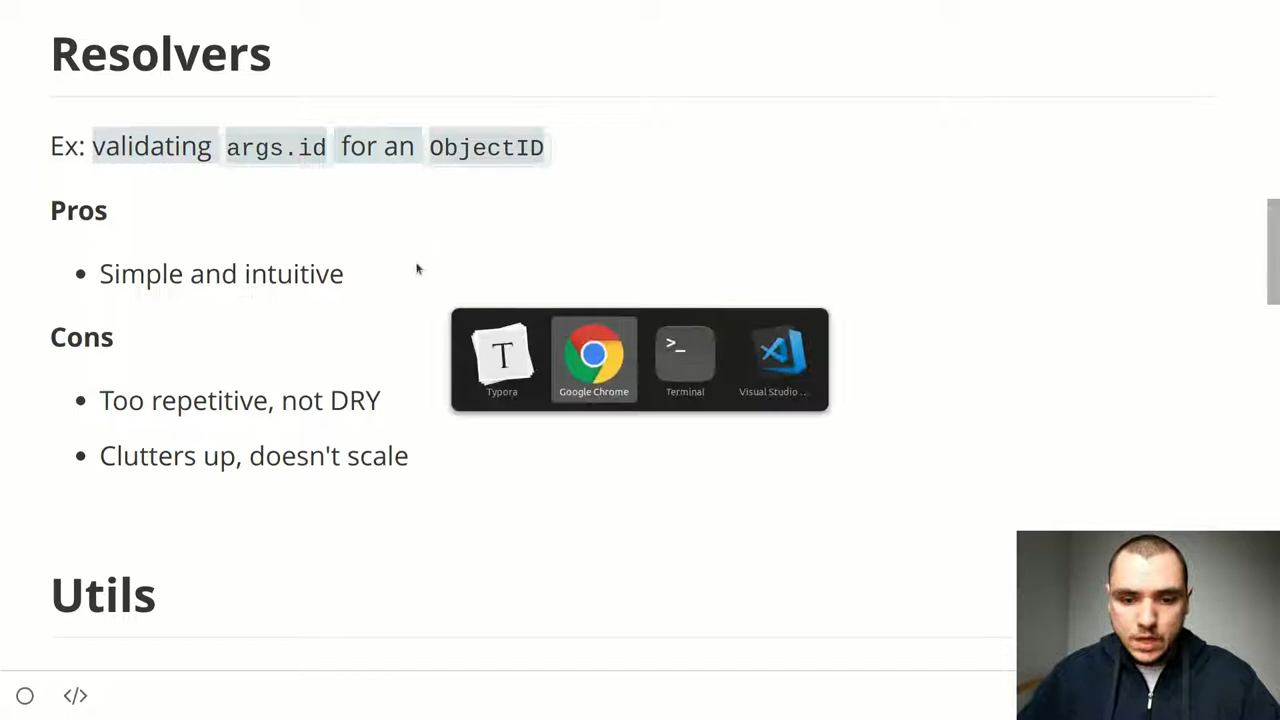 Resolvers
Ex: validating args.id for an ObjectID
Pros
• Simple and intuitive
Cons
>_
T
Typora
Google Chrome
Terminal
Visual Studio ...
• Too repetitive, not DRY
• Clutters up, doesn't scale
Utils
</>